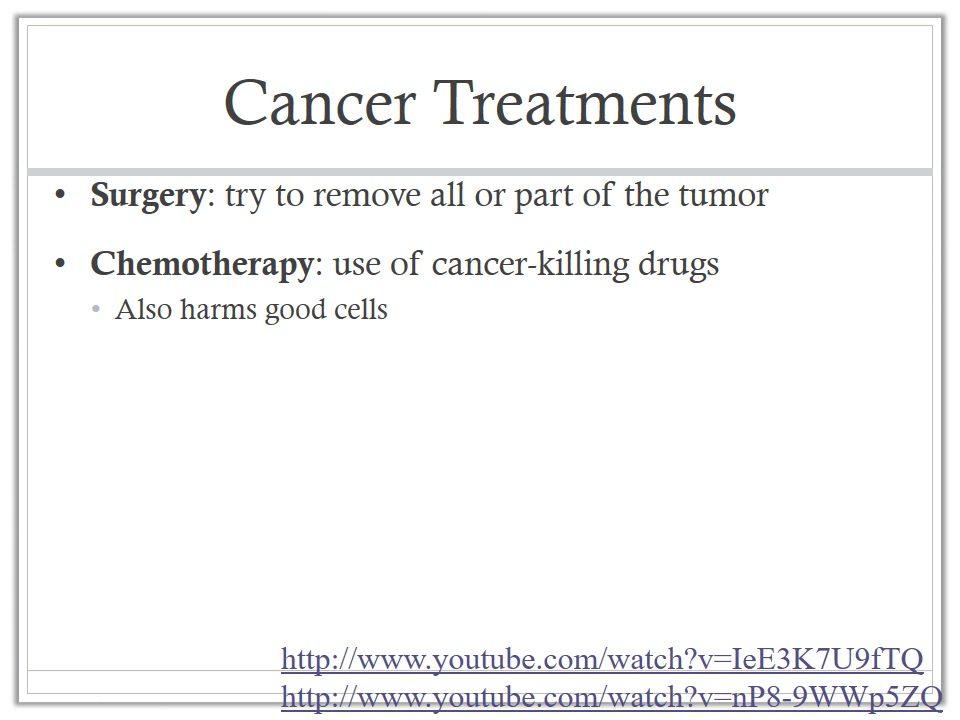 Cancer Treatments
• Surgery: try to remove all or part of the tumor
• Chemotherapy: use of cancer-killing drugs
• Also harms good cells
http://www.youtube.com/watch?v=IeE3K7U9fTQ
http://www.youtube.com/watch?v=nP8-9WWp5ZQ